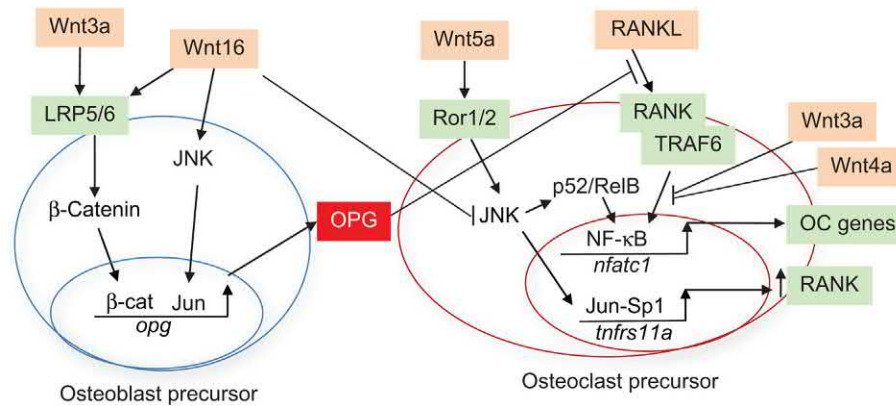 Wnt3a
Wnt16
LRP5/6
JNK
β-Catenin
β-cat Jun
opg
Osteoblast precursor
OPG
Wnt5a
RANKL
Ror1/2
RANK
TRAF6
Wnt3a
Wnt4a
p52/RelB
JNK
NF-κB
nfatc1
OC genes
Jun-Sp1
tnfrs11a
RANK
Osteoclast precursor